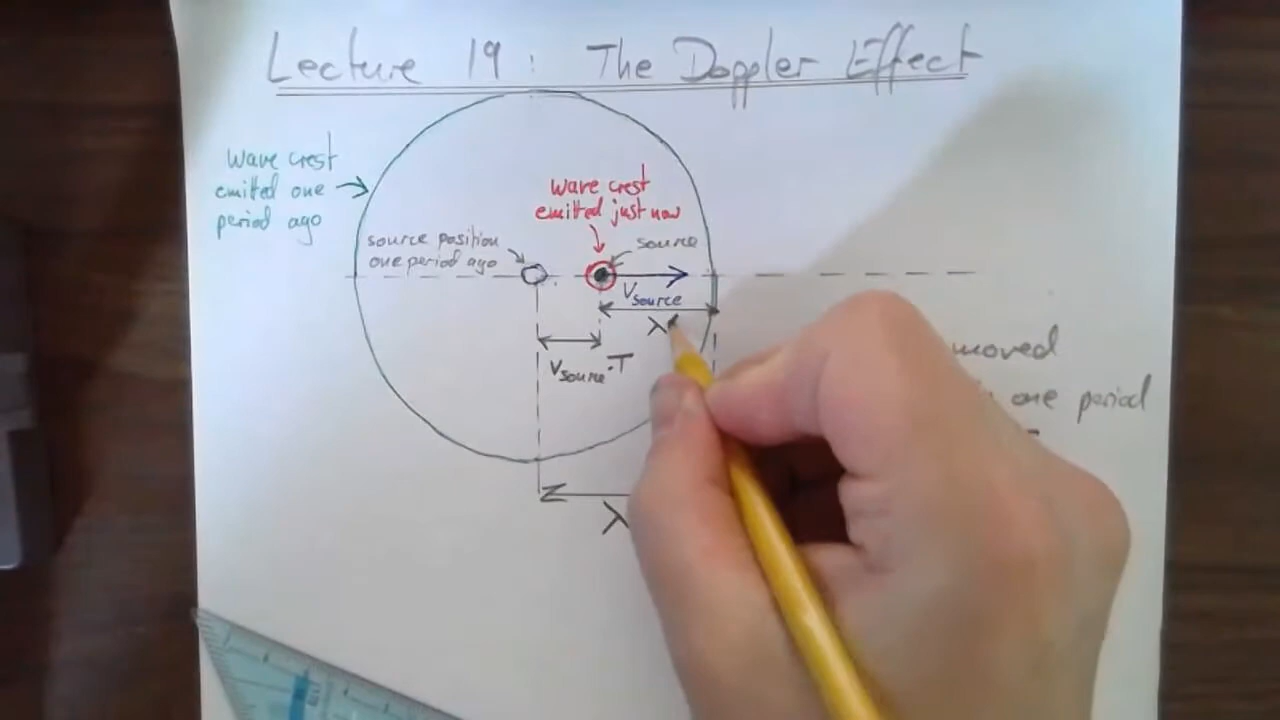 Lecture 19: The Doppler Effect
wave crest
emitted one
period ago
wave crest
emitted just now
source position
one period ago
source
Vsource
λ
Vsource·T
moved
one period
λ